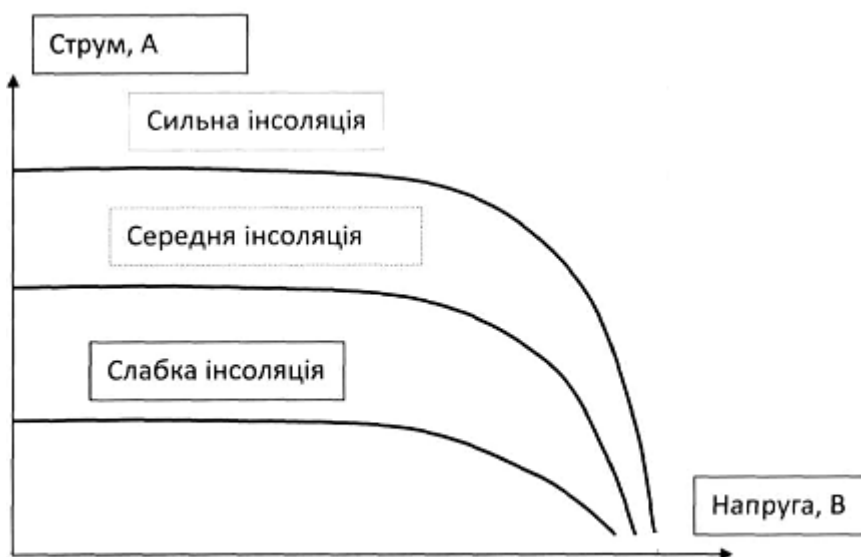 Струм, А
Сильна інсоляція
Середня інсоляція
Слабка інсоляція
Напруга, В